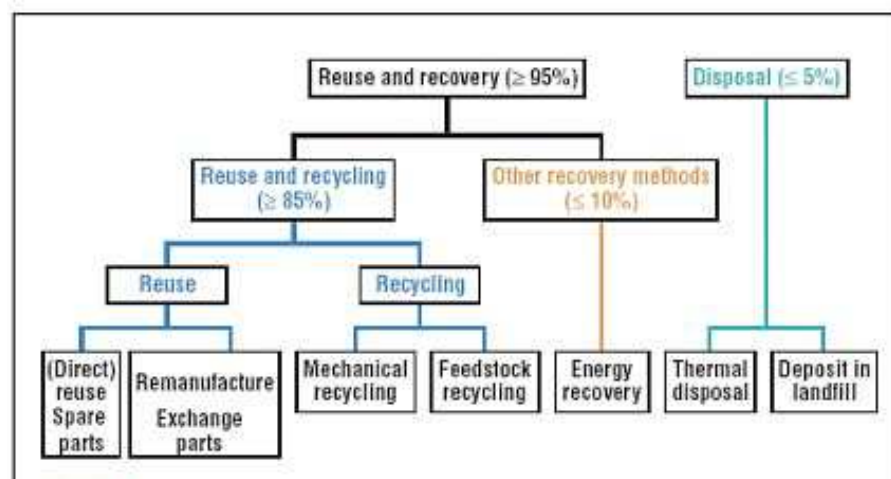 Reuse and recovery (≥ 95%)
Disposal (≤ 5%)
Reuse and recycling
(≥ 85%)
Other recovery methods
(≤ 10%)
Reuse
Recycling
(Direct)
reuse
Spare
parts
Remanufacture
Exchange
parts
Mechanical
recycling
Feedstock
recycling
Energy
recovery
Thermal
disposal
Deposit in
landfill